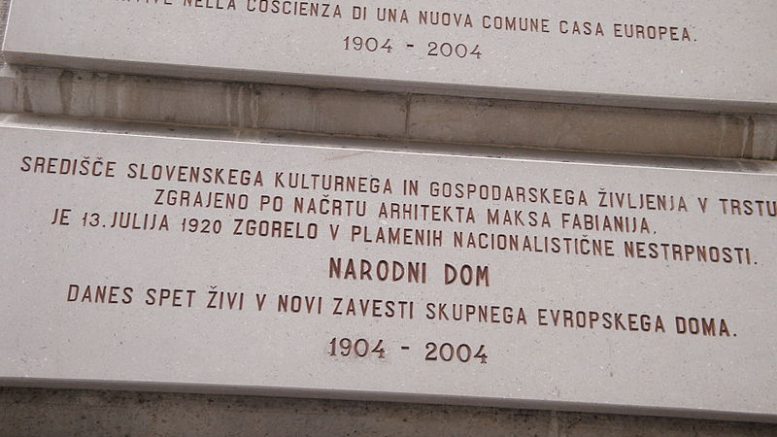 NELLA COSCIENZA DI UNA NUOVA COMUNE CASA EUROPEA.
1904 - 2004
SREDIŠČE SLOVENSKEGA KULTURNEGA IN GOSPODARSKEGA ŽIVLJENJA V TRSTU
ZGRAJENO PO NAČRTU ARHITEKTA MAKSA FABIANIJA,
JE 13. JULIJA 1920 ZGORELO V PLAMENIH NACIONALISTIČNE NESTRPNOSTI.
NARODNI DOM
DANES SPET ŽIVI V NOVI ZAVESTI SKUPNEGA EVROPSKEGA DOMA.
1904 - 2004